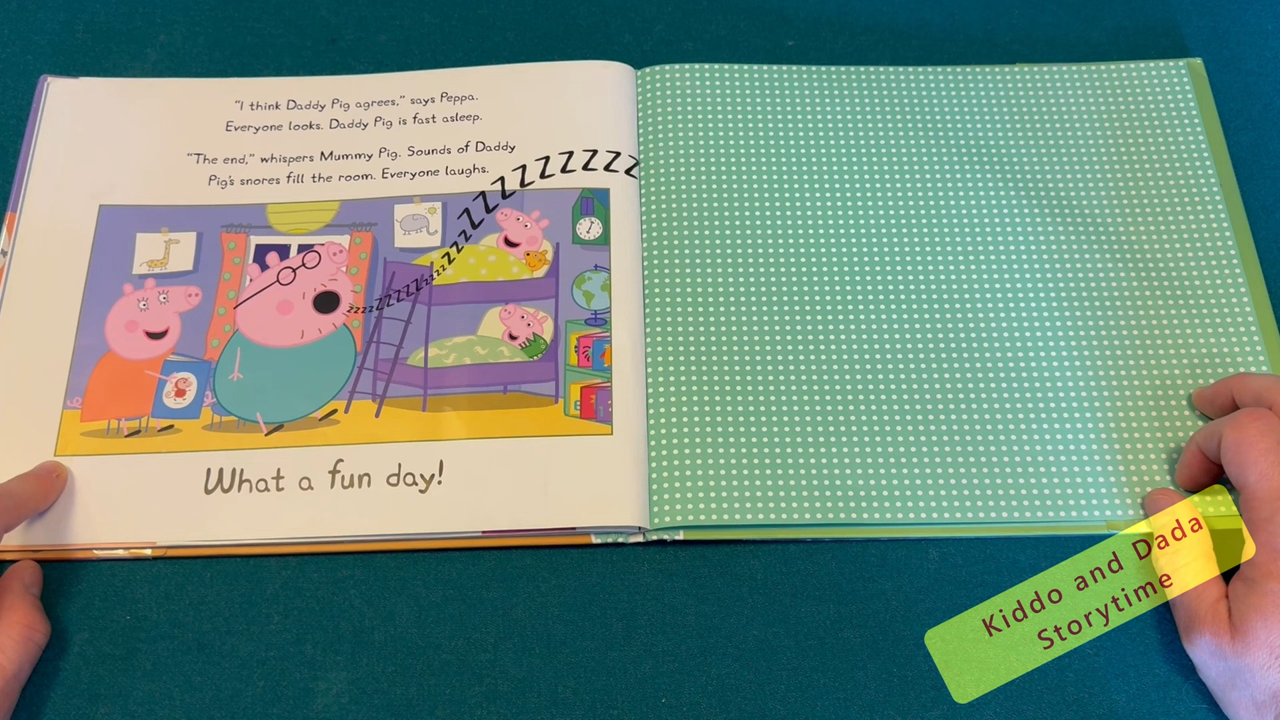 "I think Daddy Pig agrees," says Peppa.
Everyone looks. Daddy Pig is fast asleep.
"The end," whispers Mummy Pig. Sounds of Daddy
Pig's snores fill the room. Everyone laughs.
zzzzzzzzzzzzzzzzzzzzzZZZZZZZZZZZ
What a fun day!
Kiddo and Dada
Storytime